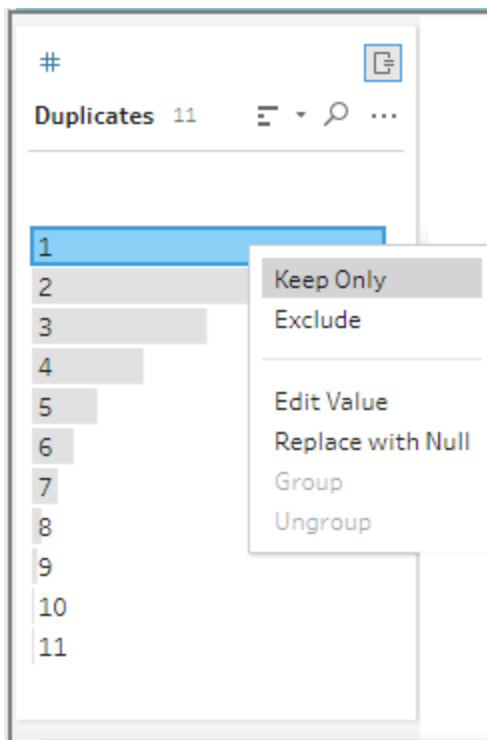 #
Duplicates 11
1
2
3
4
5
6
7
8
9
10
11
Keep Only
Exclude
Edit Value
Replace with Null
Group
Ungroup